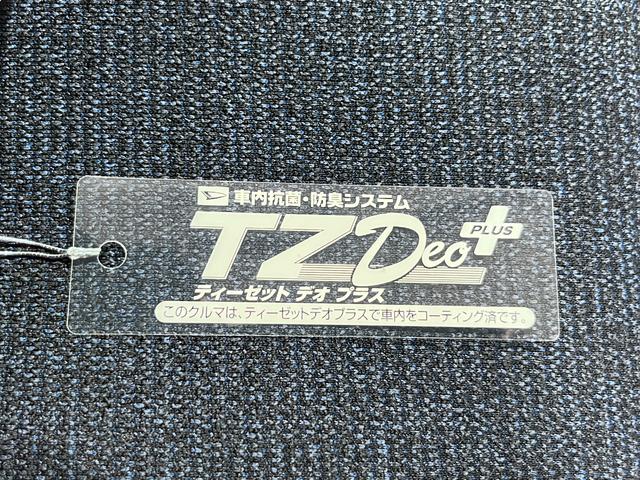 車内抗菌・防臭システム
TZ Deo PLUS
ティーゼット デオ プラス
このクルマは、ティーゼットデオプラスで車内をコーティング済です。